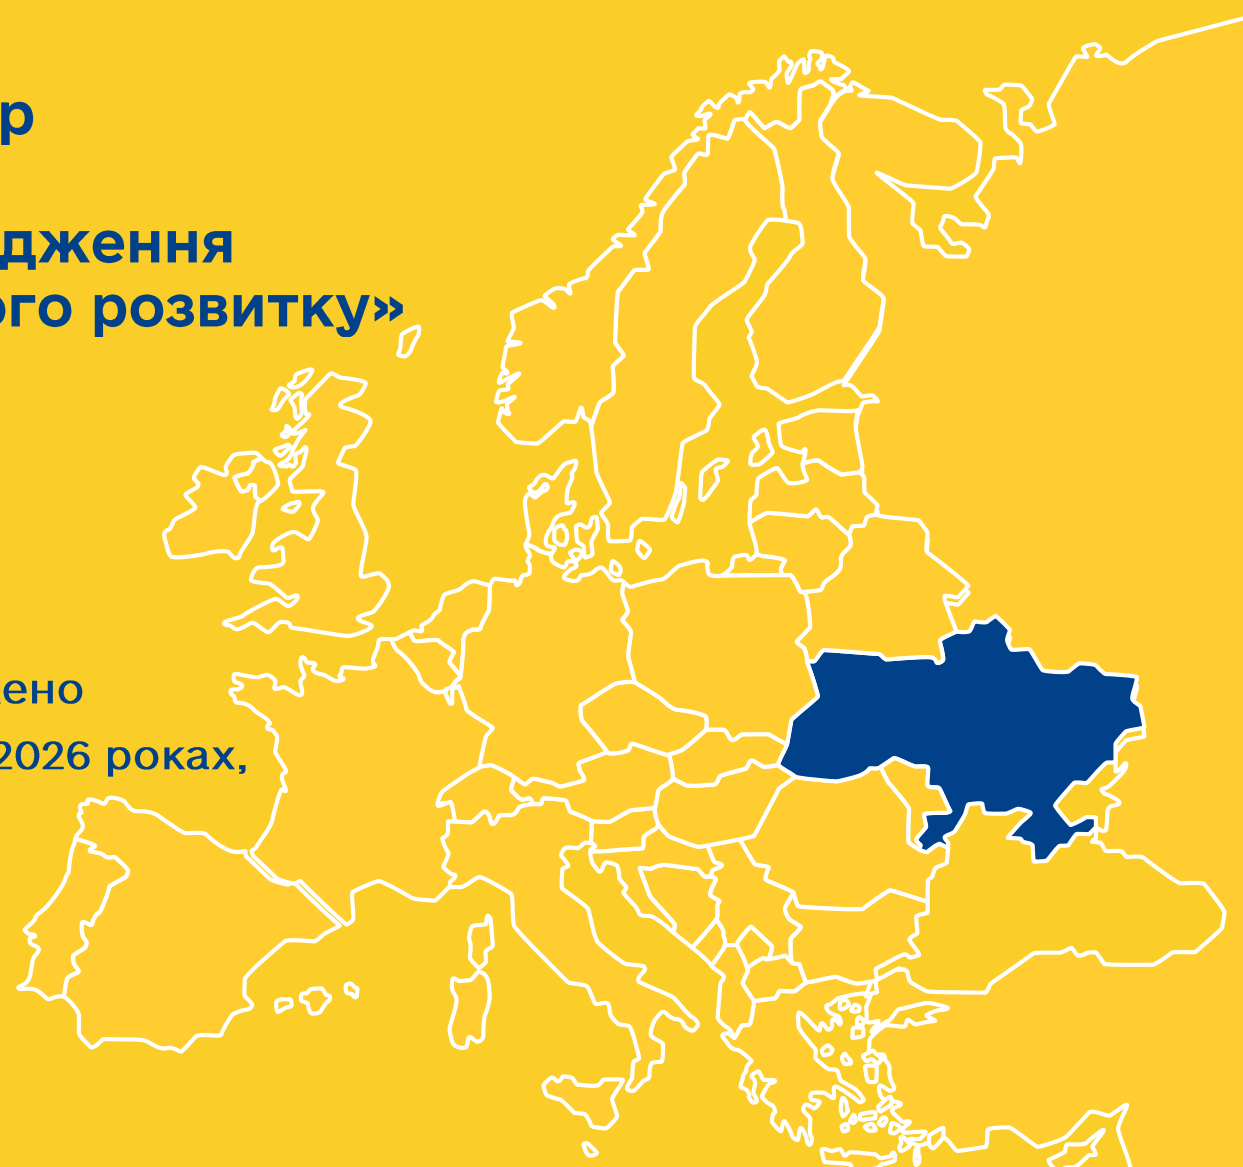 р
дження
ого розвитку»
ено
2026 роках,